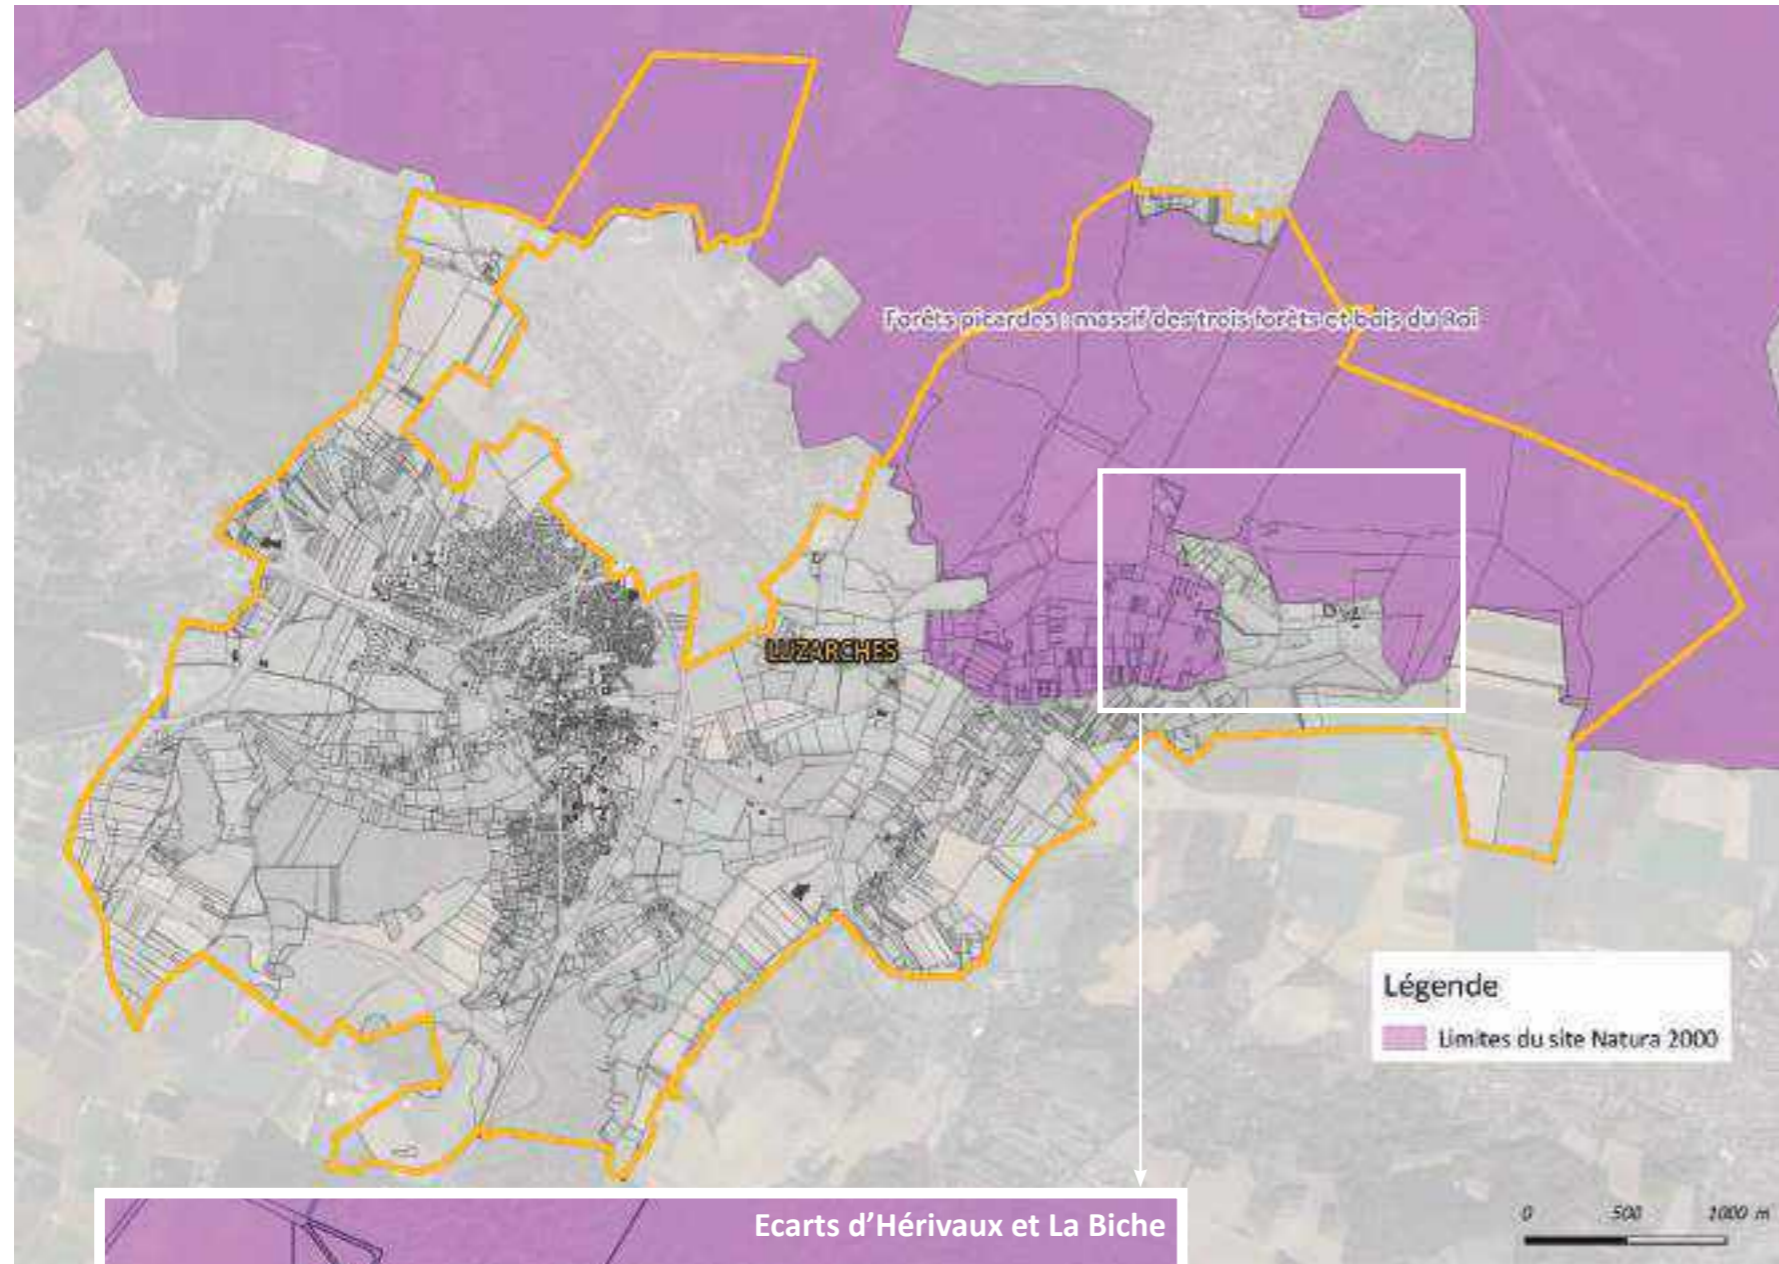 Forêts picardes : massif des trois forêts et bois du Roi
LUZARCHES
Légende
Limites du site Natura 2000
Ecarts d’Hérivaux et La Biche
0 500 1000 m